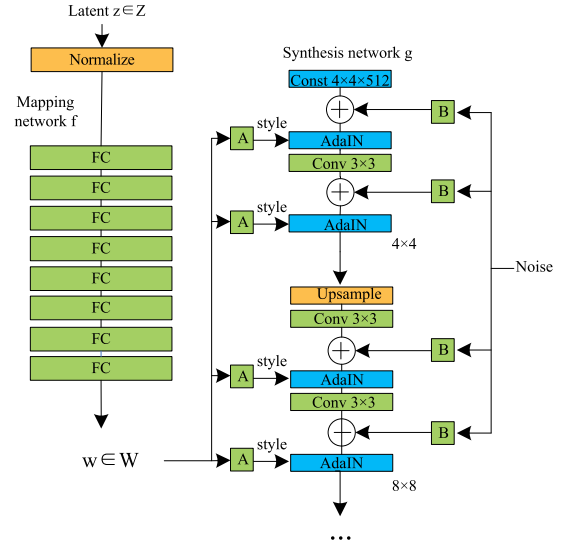 Latent z∈Z
Normalize
Mapping
network f
FC
FC
FC
FC
FC
FC
FC
FC
w∈W
Synthesis network g
Const 4×4×512
B
style
A
AdaIN
Conv 3×3
B
style
A
AdaIN
4×4
Noise
Upsample
Conv 3×3
B
style
A
AdaIN
Conv 3×3
B
style
A
AdaIN
8×8
...